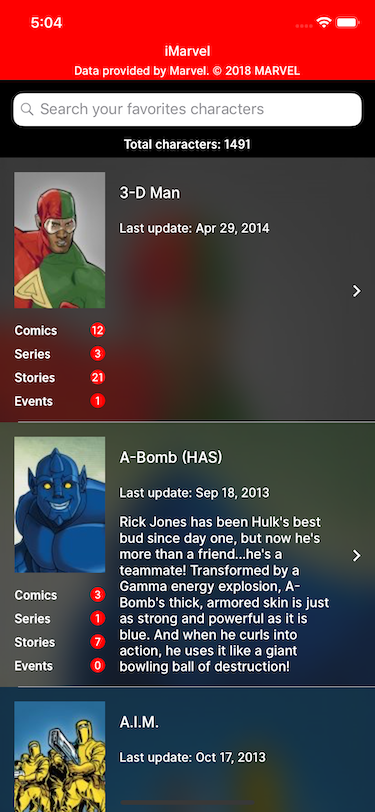 5:04
iMarvel
Data provided by Marvel. © 2018 MARVEL
Search your favorites characters
Total characters: 1491
3-D Man
Last update: Apr 29, 2014
Comics 12
Series 3
Stories 21
Events 1
A-Bomb (HAS)
Last update: Sep 18, 2013
Rick Jones has been Hulk's best
bud since day one, but now he's
more than a friend...he's a
teammate! Transformed by a
Gamma energy explosion, A-
Bomb's thick, armored skin is just
as strong and powerful as it is
blue. And when he curls into
action, he uses it like a giant
bowling ball of destruction!
Comics 3
Series 1
Stories 7
Events 0
A.I.M.
Last update: Oct 17, 2013